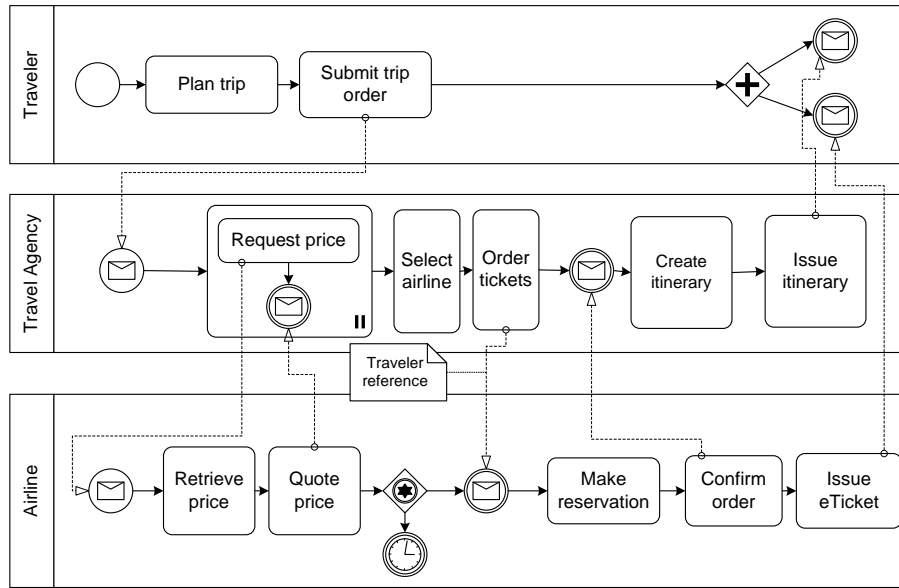 Traveler
Plan trip
Submit trip
order
Travel Agency
Request price
Select
airline
Order
tickets
Create
itinerary
Issue
itinerary
Traveler
reference
Airline
Retrieve
price
Quote
price
Make
reservation
Confirm
order
Issue
eTicket